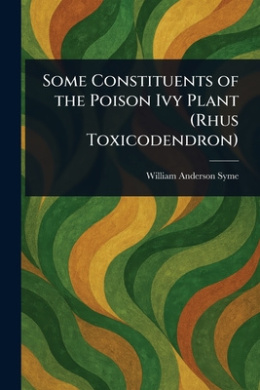 Some Constituents of
the Poison Ivy Plant
(Rhus
Toxicodendron)
William Anderson Syme